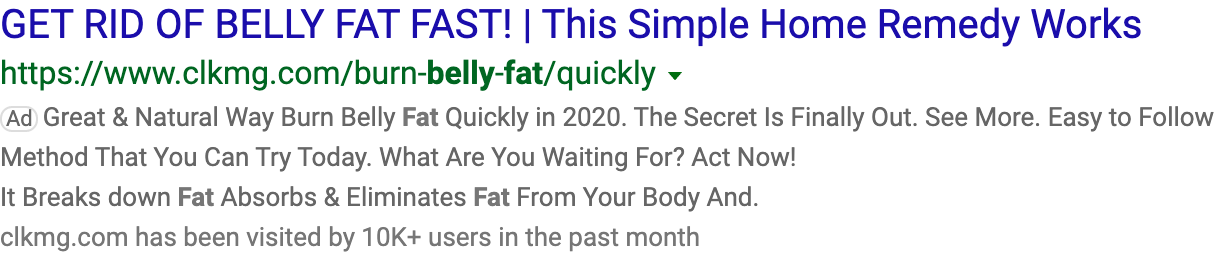 GET RID OF BELLY FAT FAST! | This Simple Home Remedy Works
https://www.clkmg.com/burn-belly-fat/quickly
Ad Great & Natural Way Burn Belly Fat Quickly in 2020. The Secret Is Finally Out. See More. Easy to Follow
Method That You Can Try Today. What Are You Waiting For? Act Now!
It Breaks down Fat Absorbs & Eliminates Fat From Your Body And.
clkmg.com has been visited by 10K+ users in the past month